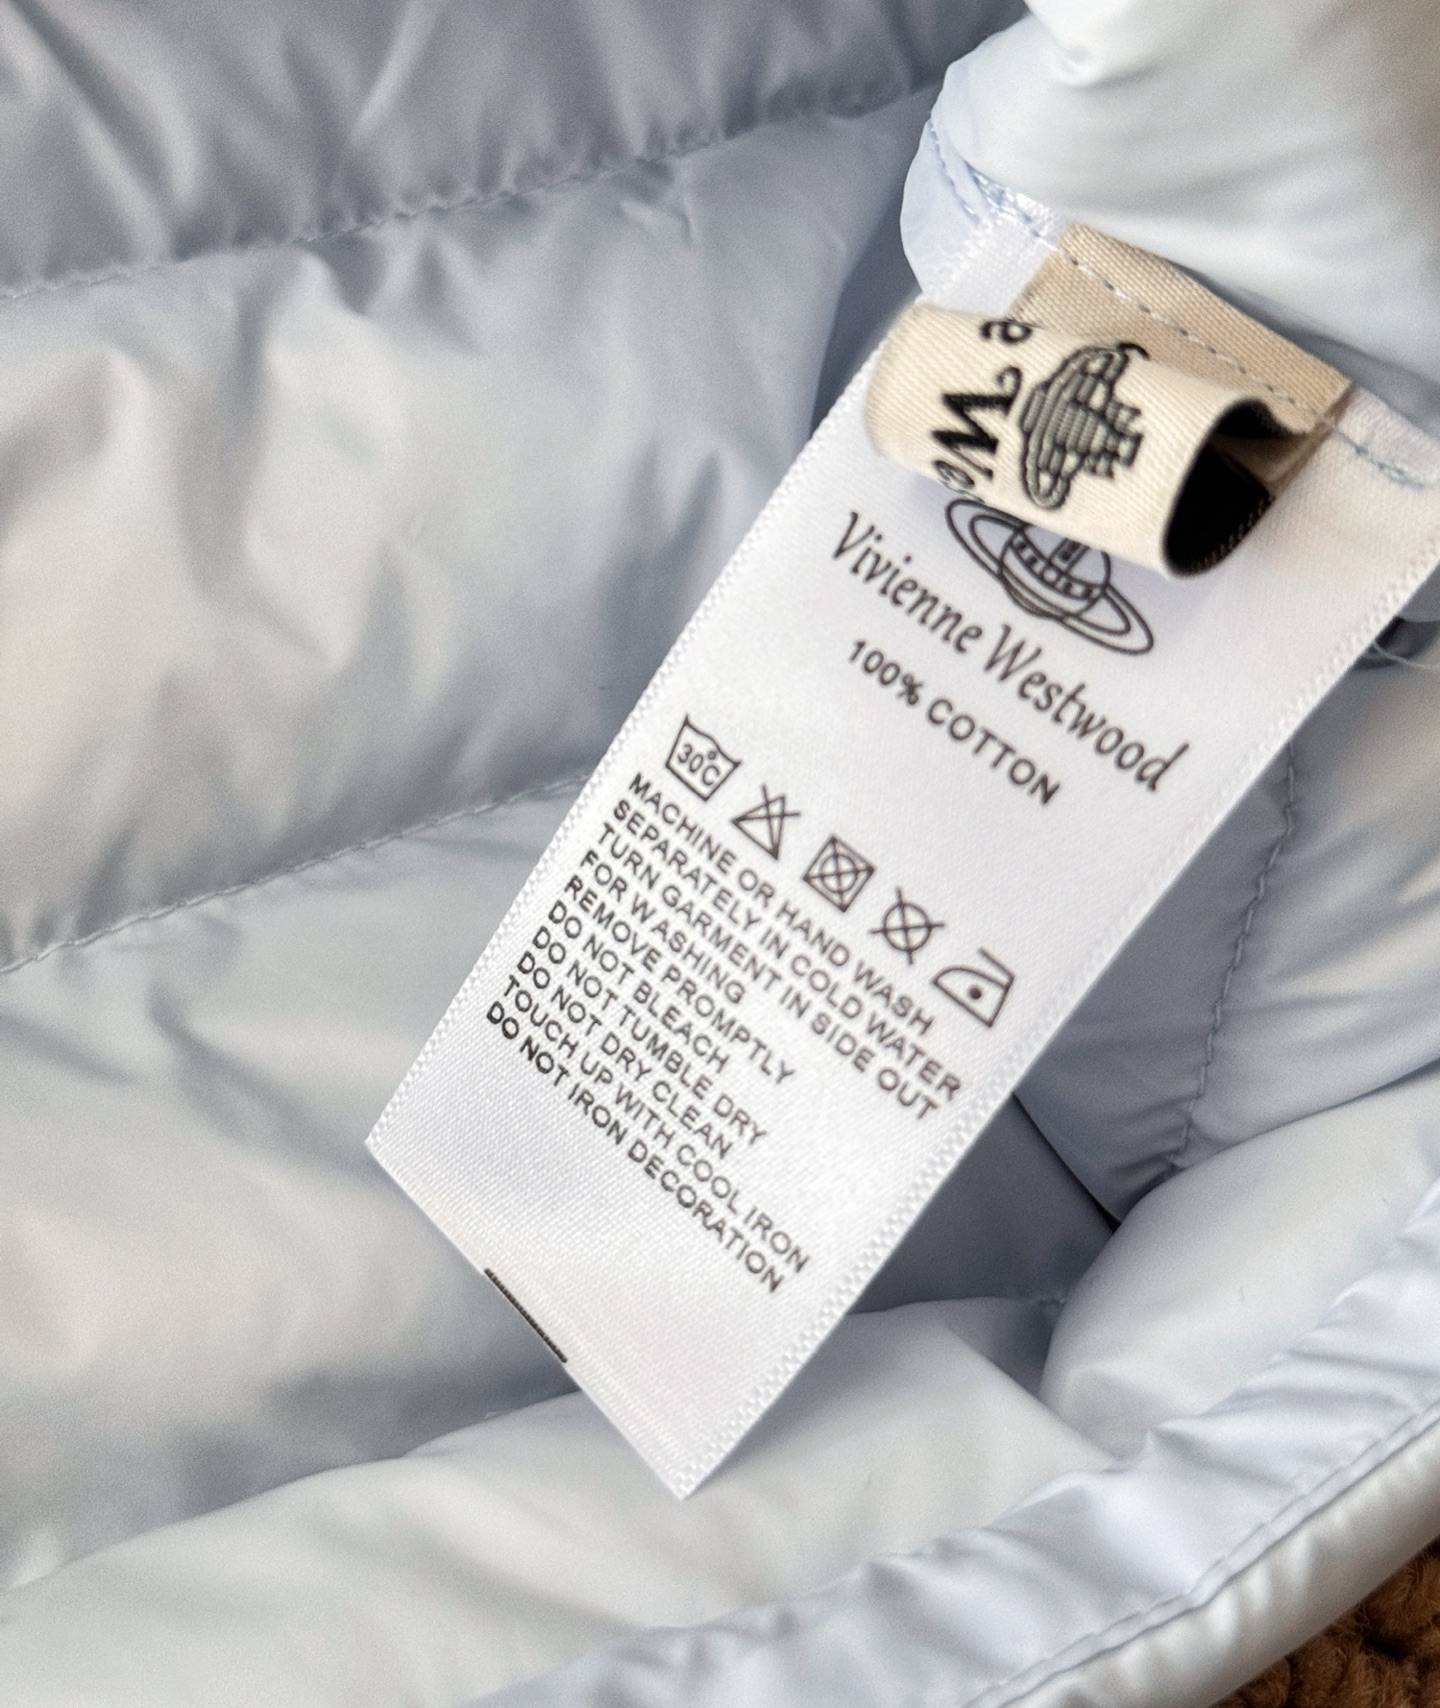 Vivienne Westwood
100% COTTON
30°C
MACHINE OR HAND WASH
SEPARATELY IN COLD WATER
TURN GARMENT IN SIDE OUT
FOR WASHING
REMOVE PROMPTLY
DO NOT BLEACH
DO NOT TUMBLE DRY
DO NOT DRY CLEAN
TOUCH UP WITH COOL IRON
DO NOT IRON DECORATION